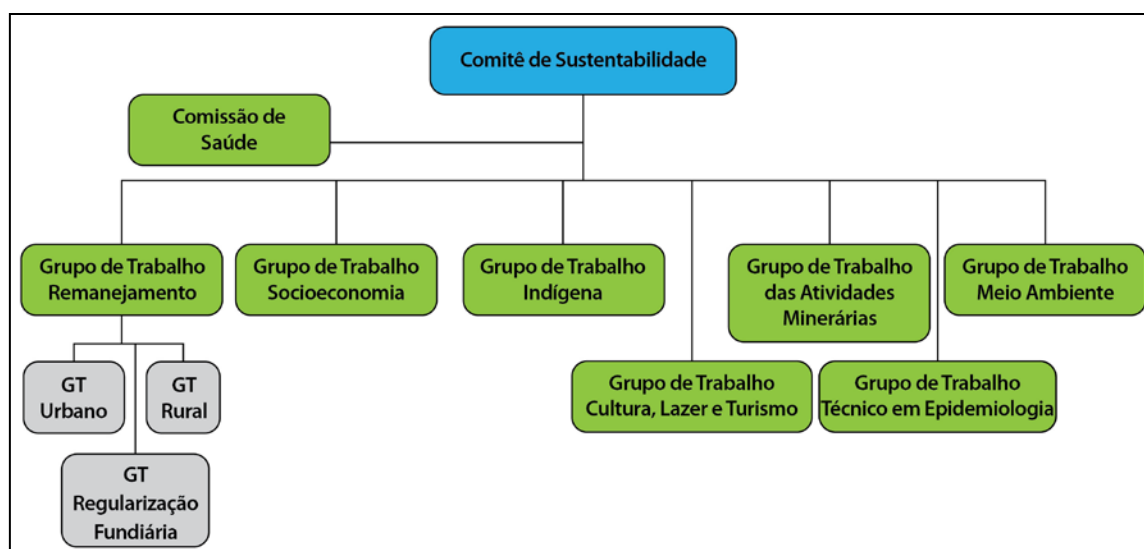 Comitê de Sustentabilidade
Comissão de
Saúde
Grupo de Trabalho
Remanejamento
Grupo de Trabalho
Socioeconomia
Grupo de Trabalho
Indígena
Grupo de Trabalho
das Atividades
Minerárias
Grupo de Trabalho
Meio Ambiente
GT
Urbano
GT
Rural
Grupo de Trabalho
Cultura, Lazer e Turismo
Grupo de Trabalho
Técnico em Epidemiologia
GT
Regularização
Fundiária